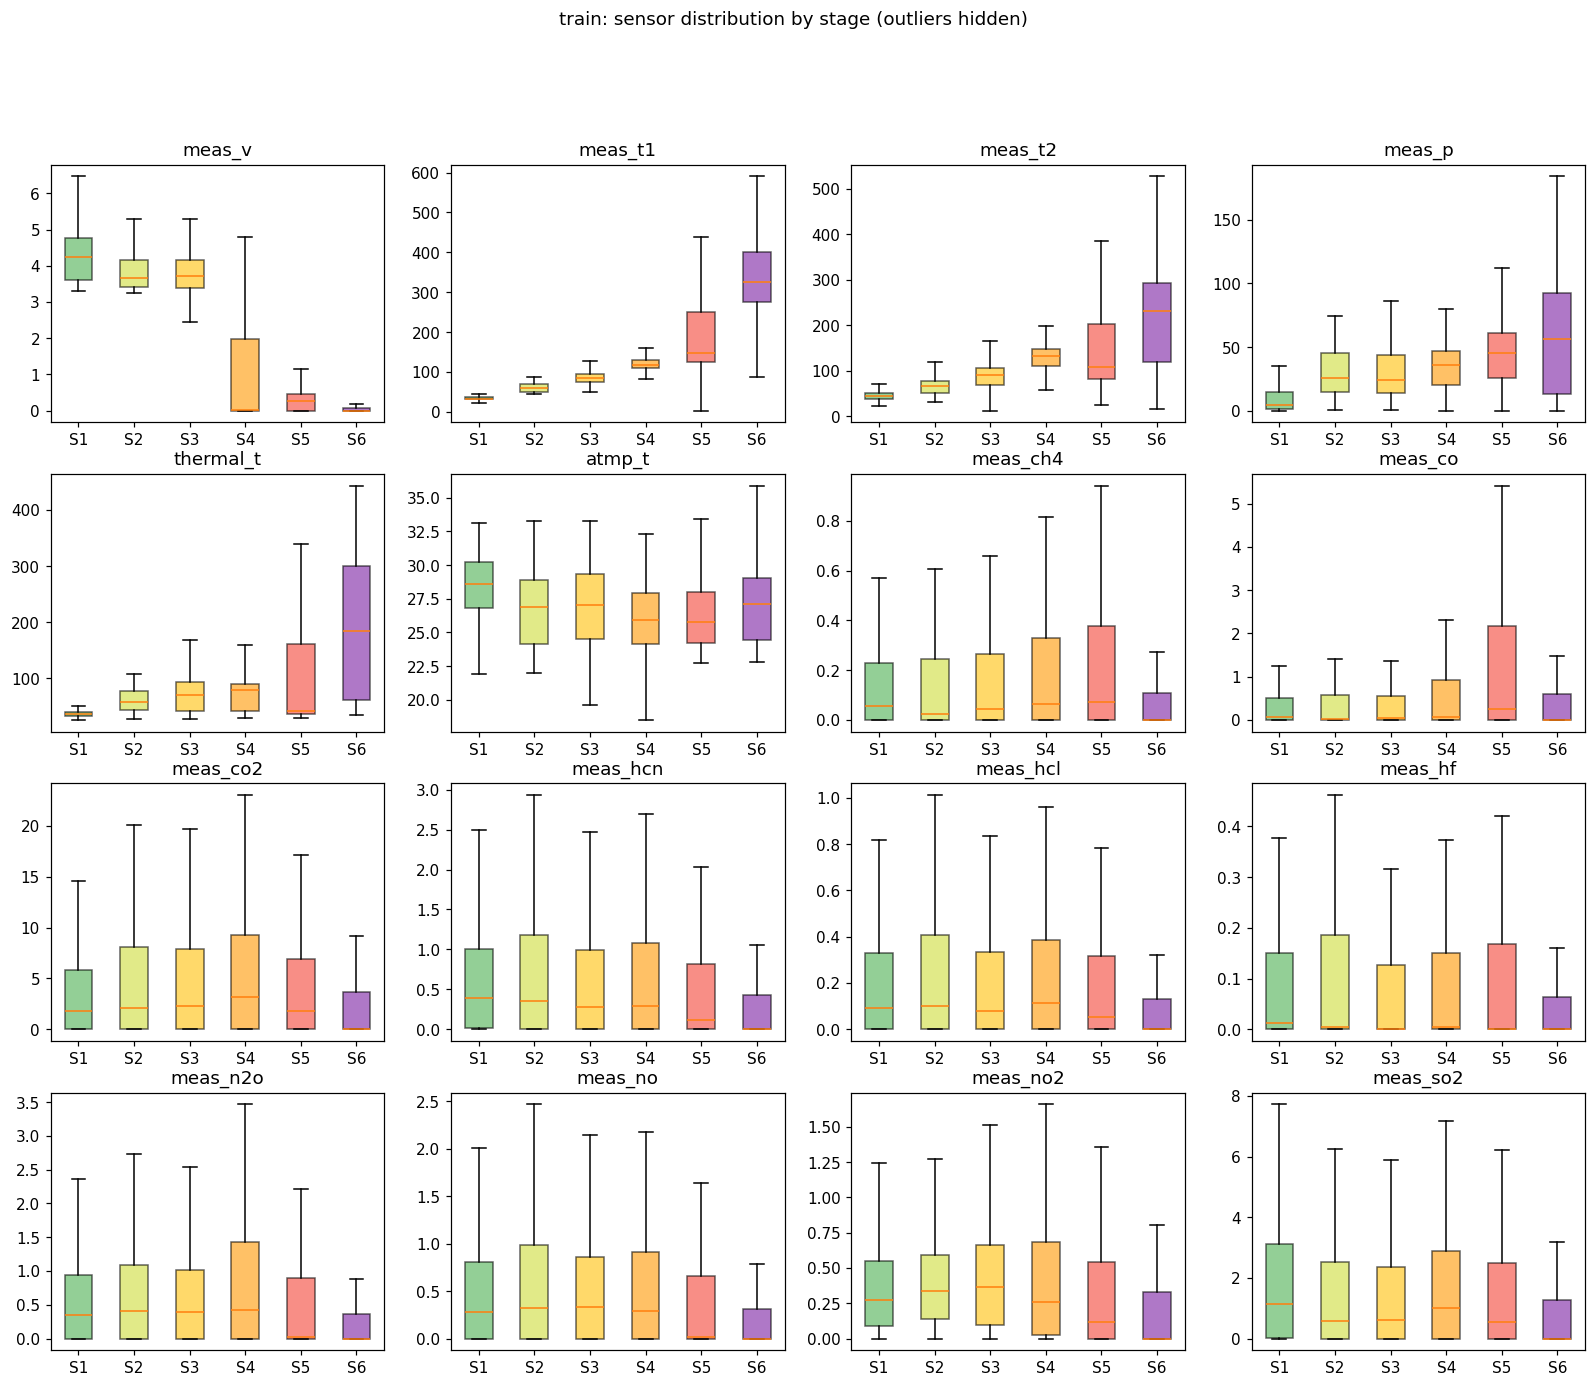 train: sensor distribution by stage (outliers hidden)
meas_v
meas_t1
meas_t2
meas_p
6
5
4
3
2
1
0
600
500
400
300
200
100
0
500
400
300
200
100
0
150
100
50
0
S1 S2 S3 S4 S5 S6
S1 S2 S3 S4 S5 S6
S1 S2 S3 S4 S5 S6
S1 S2 S3 S4 S5 S6
thermal_t
atmp_t
meas_ch4
meas_co
400
300
200
100
35.0
32.5
30.0
27.5
25.0
22.5
20.0
0.8
0.6
0.4
0.2
0.0
5
4
3
2
1
0
S1 S2 S3 S4 S5 S6
S1 S2 S3 S4 S5 S6
S1 S2 S3 S4 S5 S6
S1 S2 S3 S4 S5 S6
meas_co2
meas_hcn
meas_hcl
meas_hf
20
15
10
5
0
3.0
2.5
2.0
1.5
1.0
0.5
0.0
1.0
0.8
0.6
0.4
0.2
0.0
0.4
0.3
0.2
0.1
0.0
S1 S2 S3 S4 S5 S6
S1 S2 S3 S4 S5 S6
S1 S2 S3 S4 S5 S6
S1 S2 S3 S4 S5 S6
meas_n2o
meas_no
meas_no2
meas_so2
3.5
3.0
2.5
2.0
1.5
1.0
0.5
0.0
2.5
2.0
1.5
1.0
0.5
0.0
1.50
1.25
1.00
0.75
0.50
0.25
0.00
8
6
4
2
0
S1 S2 S3 S4 S5 S6
S1 S2 S3 S4 S5 S6
S1 S2 S3 S4 S5 S6
S1 S2 S3 S4 S5 S6